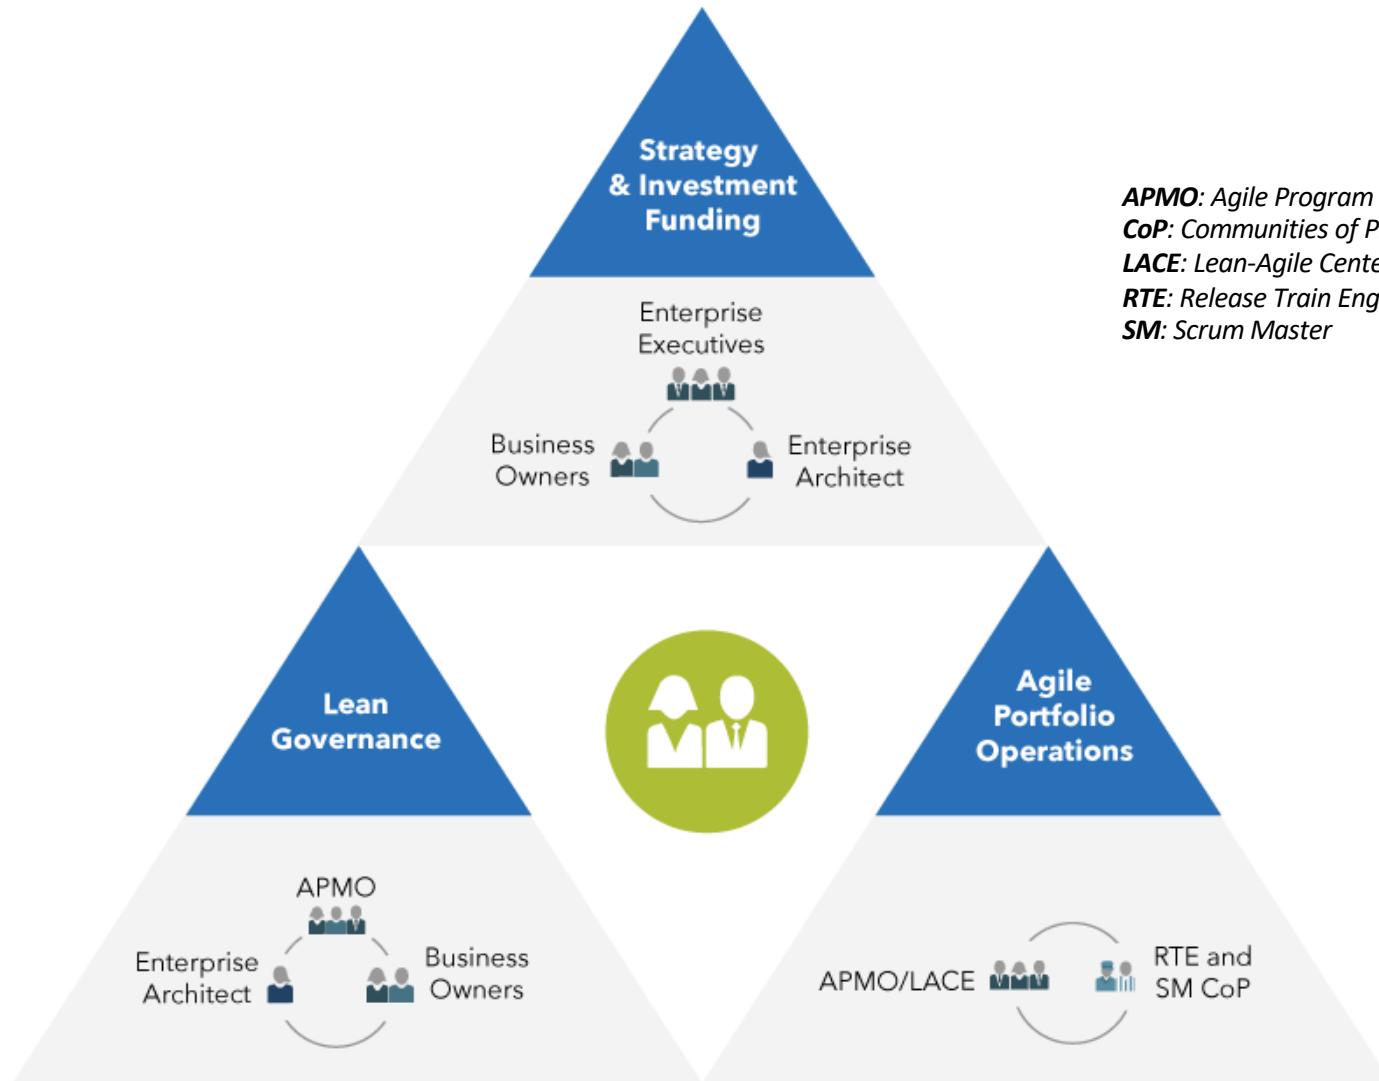 Strategy
& Investment
Funding
APMO: Agile Program
CoP: Communities of P
LACE: Lean-Agile Cente
RTE: Release Train Eng
SM: Scrum Master
Enterprise
Executives
Business
Owners
Enterprise
Architect
Lean
Governance
Agile
Portfolio
Operations
APMO
Enterprise
Architect
Business
Owners
APMO/LACE
RTE and
SM CoP